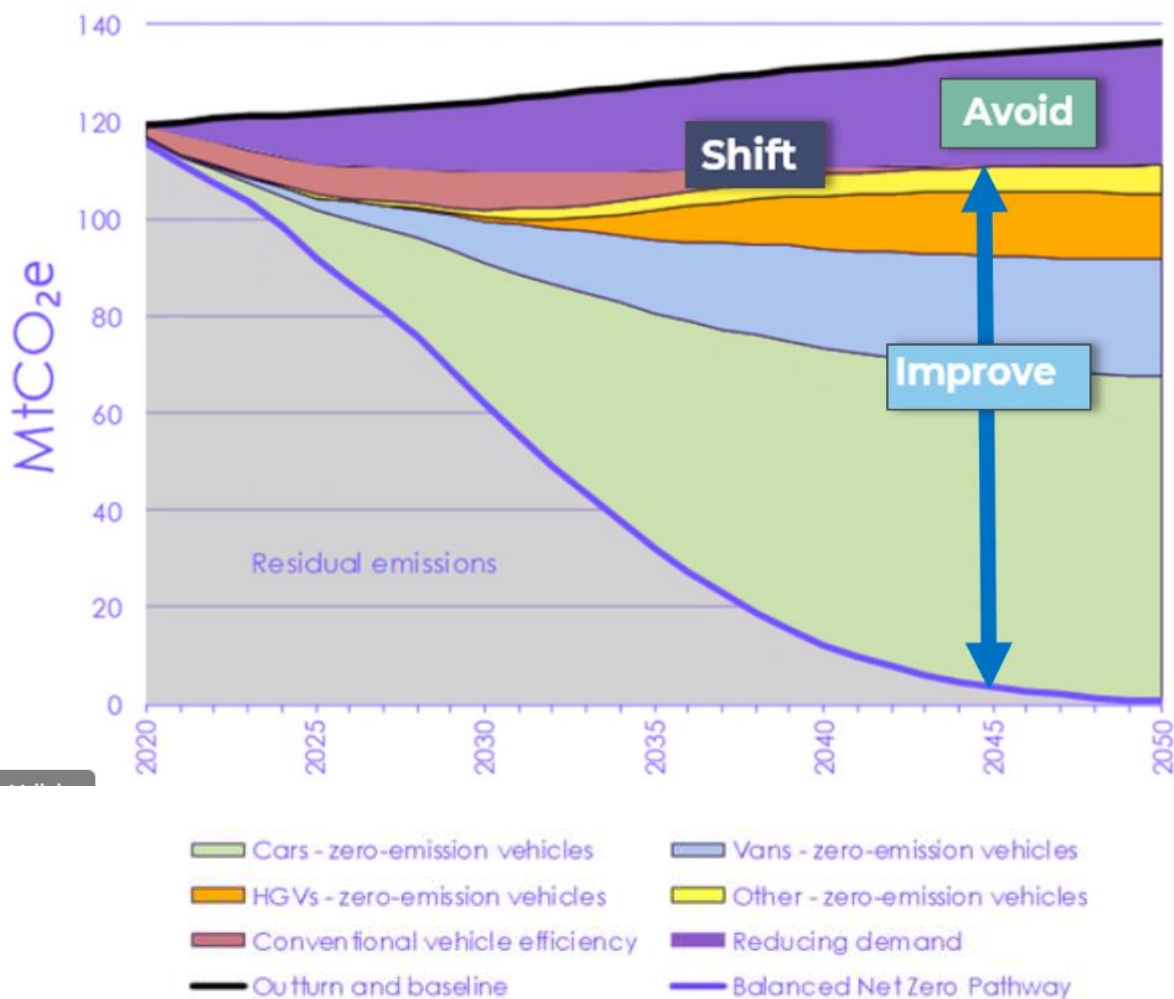 140
120
100
80
60
40
20
0
MtCO₂e
Avoid
Shift
Improve
Residual emissions
2020 2025 2030 2035 2040 2045 2050
Cars - zero-emission vehicles Vans - zero-emission vehicles
HGVs - zero-emission vehicles Other - zero-emission vehicles
Conventional vehicle efficiency Reducing demand
Outturn and baseline Balanced Net Zero Pathway